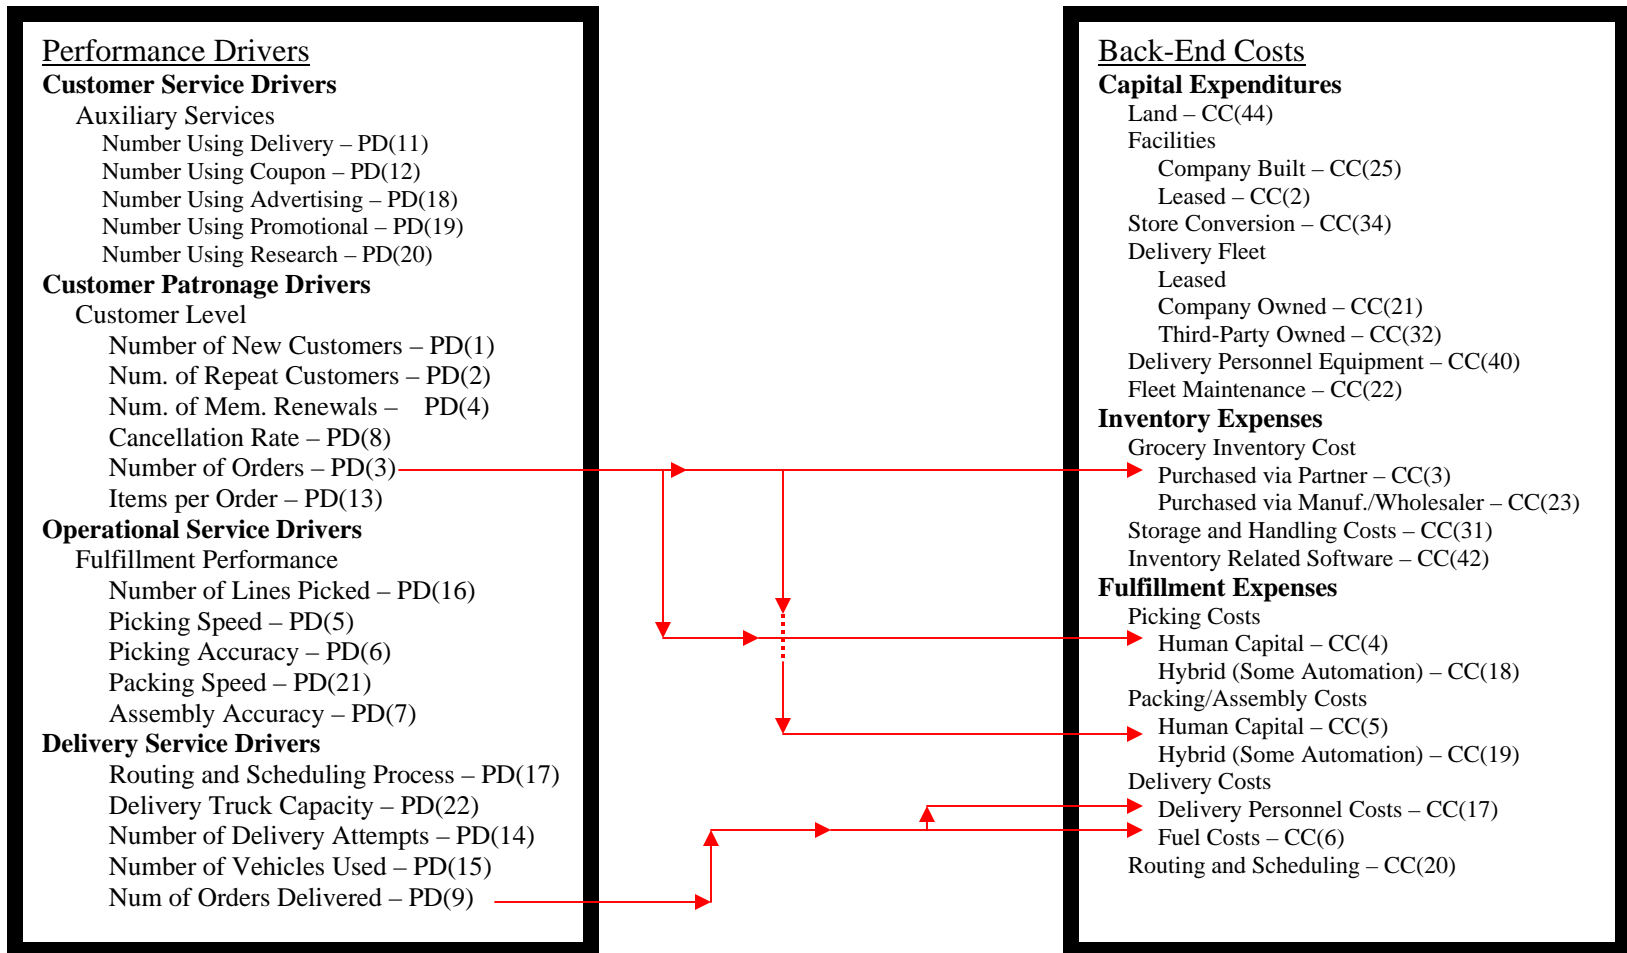 Performance Drivers
Customer Service Drivers
Auxiliary Services
Number Using Delivery – PD(11)
Number Using Coupon – PD(12)
Number Using Advertising – PD(18)
Number Using Promotional – PD(19)
Number Using Research – PD(20)
Customer Patronage Drivers
Customer Level
Number of New Customers – PD(1)
Num. of Repeat Customers – PD(2)
Num. of Mem. Renewals – PD(4)
Cancellation Rate – PD(8)
Number of Orders – PD(3)
Items per Order – PD(13)
Operational Service Drivers
Fulfillment Performance
Number of Lines Picked – PD(16)
Picking Speed – PD(5)
Picking Accuracy – PD(6)
Packing Speed – PD(21)
Assembly Accuracy – PD(7)
Delivery Service Drivers
Routing and Scheduling Process – PD(17)
Delivery Truck Capacity – PD(22)
Number of Delivery Attempts – PD(14)
Number of Vehicles Used – PD(15)
Num of Orders Delivered – PD(9)
Back-End Costs
Capital Expenditures
Land – CC(44)
Facilities
Company Built – CC(25)
Leased – CC(2)
Store Conversion – CC(34)
Delivery Fleet
Leased
Company Owned – CC(21)
Third-Party Owned – CC(32)
Delivery Personnel Equipment – CC(40)
Fleet Maintenance – CC(22)
Inventory Expenses
Grocery Inventory Cost
Purchased via Partner – CC(3)
Purchased via Manuf./Wholesaler – CC(23)
Storage and Handling Costs – CC(31)
Inventory Related Software – CC(42)
Fulfillment Expenses
Picking Costs
Human Capital – CC(4)
Hybrid (Some Automation) – CC(18)
Packing/Assembly Costs
Human Capital – CC(5)
Hybrid (Some Automation) – CC(19)
Delivery Costs
Delivery Personnel Costs – CC(17)
Fuel Costs – CC(6)
Routing and Scheduling – CC(20)